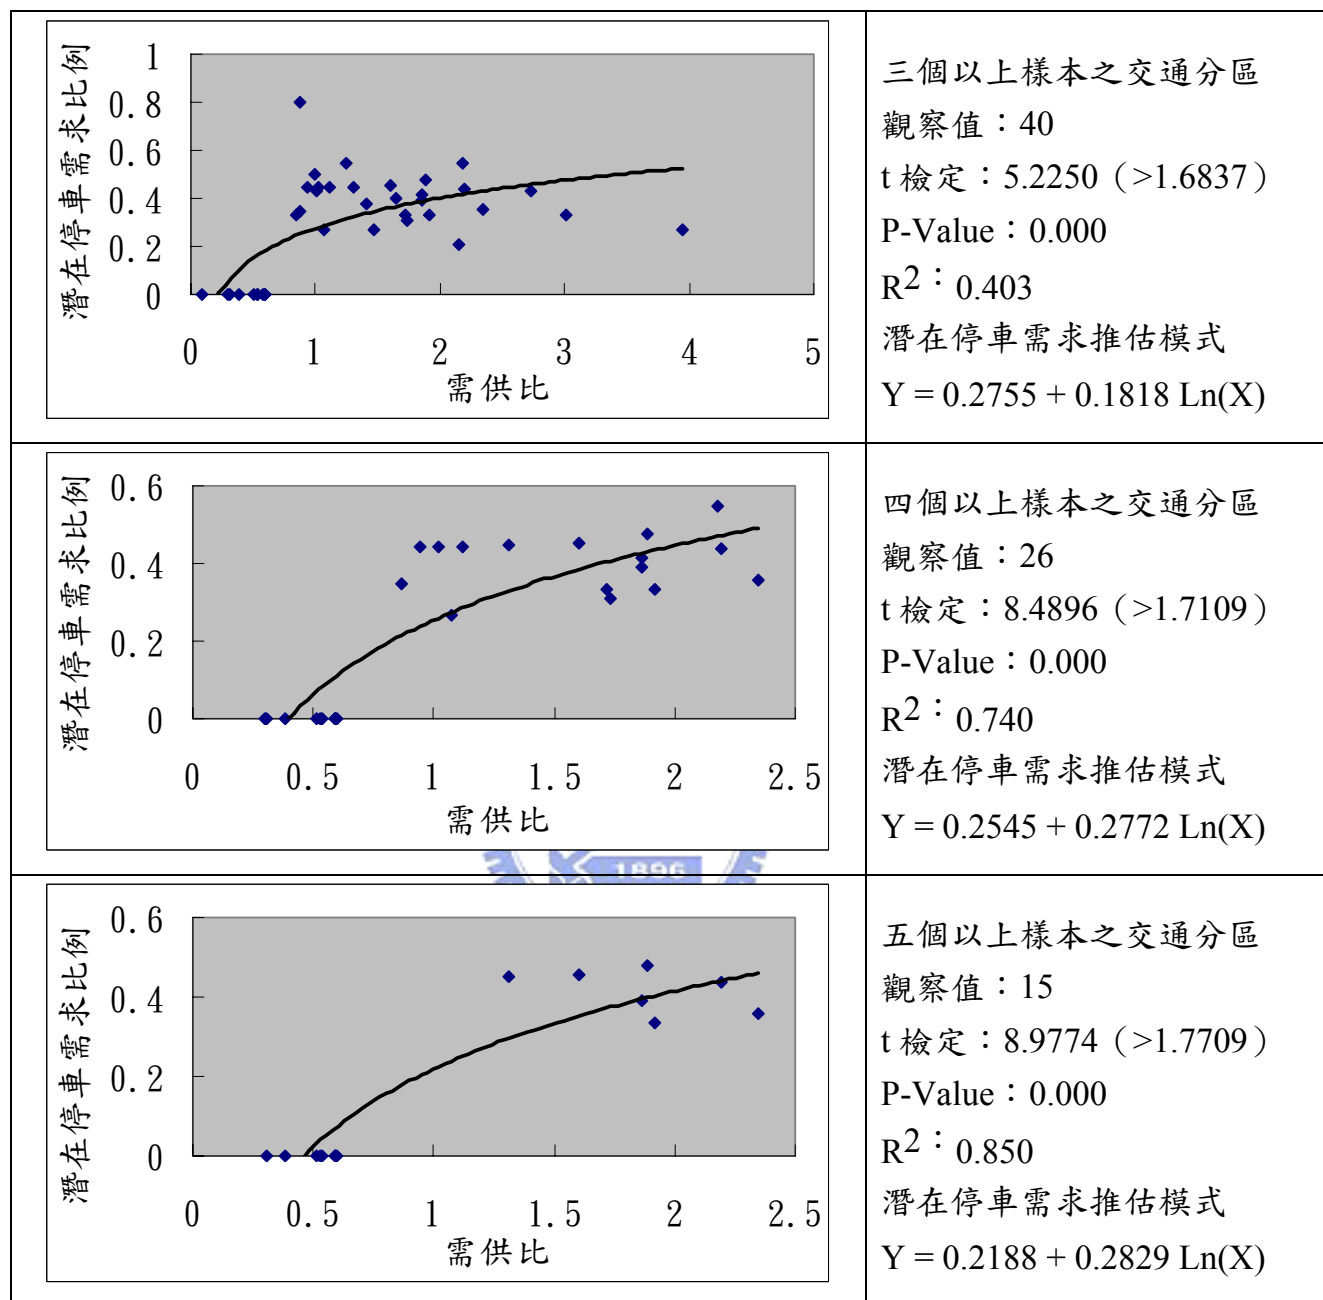 潛在停車需求比例
1
0.8
0.6
0.4
0.2
0
0 1 2 3 4 5
需供比
三個以上樣本之交通分區
觀察值：40
t 檢定：5.2250（>1.6837）
P-Value：0.000
R2：0.403
潛在停車需求推估模式
Y = 0.2755 + 0.1818 Ln(X)
潛在停車需求比例
0.6
0.4
0.2
0
0 0.5 1 1.5 2 2.5
需供比
四個以上樣本之交通分區
觀察值：26
t 檢定：8.4896（>1.7109）
P-Value：0.000
R2：0.740
潛在停車需求推估模式
Y = 0.2545 + 0.2772 Ln(X)
1896
潛在停車需求比例
0.6
0.4
0.2
0
0 0.5 1 1.5 2 2.5
需供比
五個以上樣本之交通分區
觀察值：15
t 檢定：8.9774（>1.7709）
P-Value：0.000
R2：0.850
潛在停車需求推估模式
Y = 0.2188 + 0.2829 Ln(X)